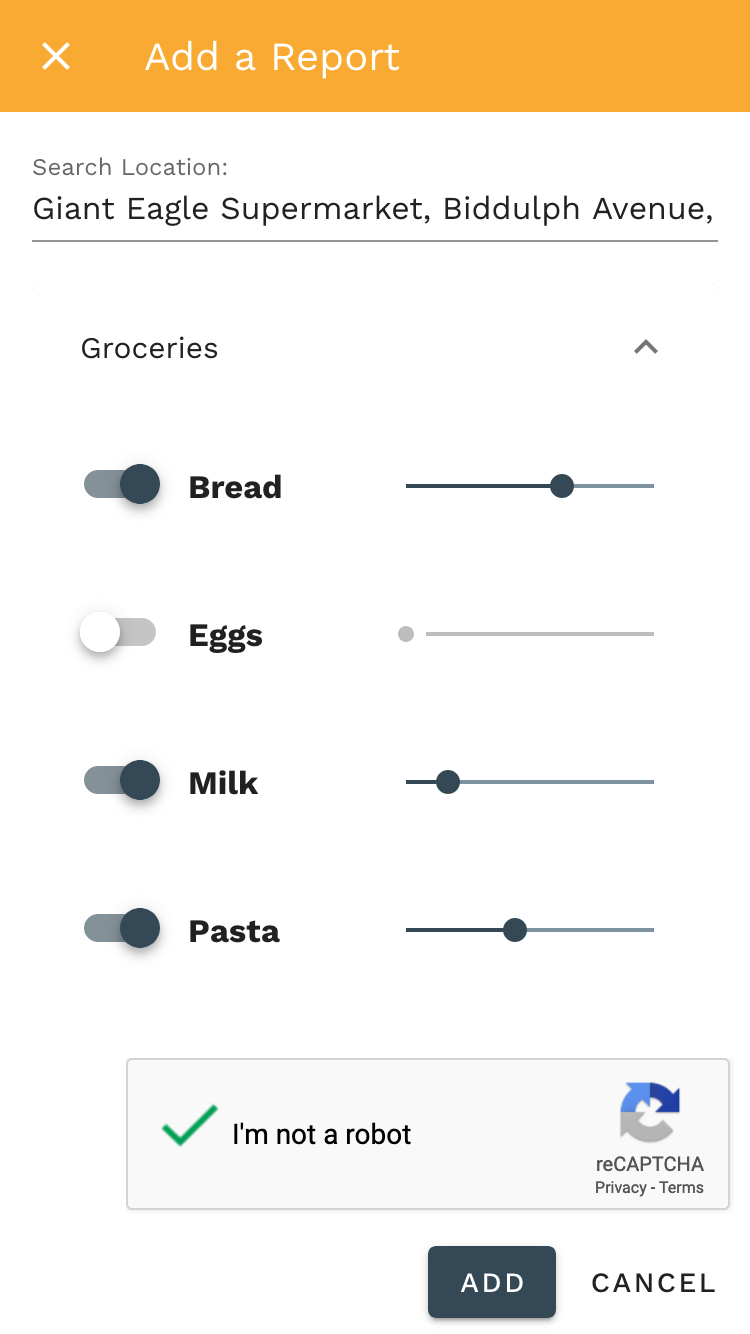 Add a Report
Search Location:
Giant Eagle Supermarket, Biddulph Avenue,
Groceries
Bread
Eggs
Milk
Pasta
I'm not a robot
reCAPTCHA
Privacy - Terms
ADD CANCEL